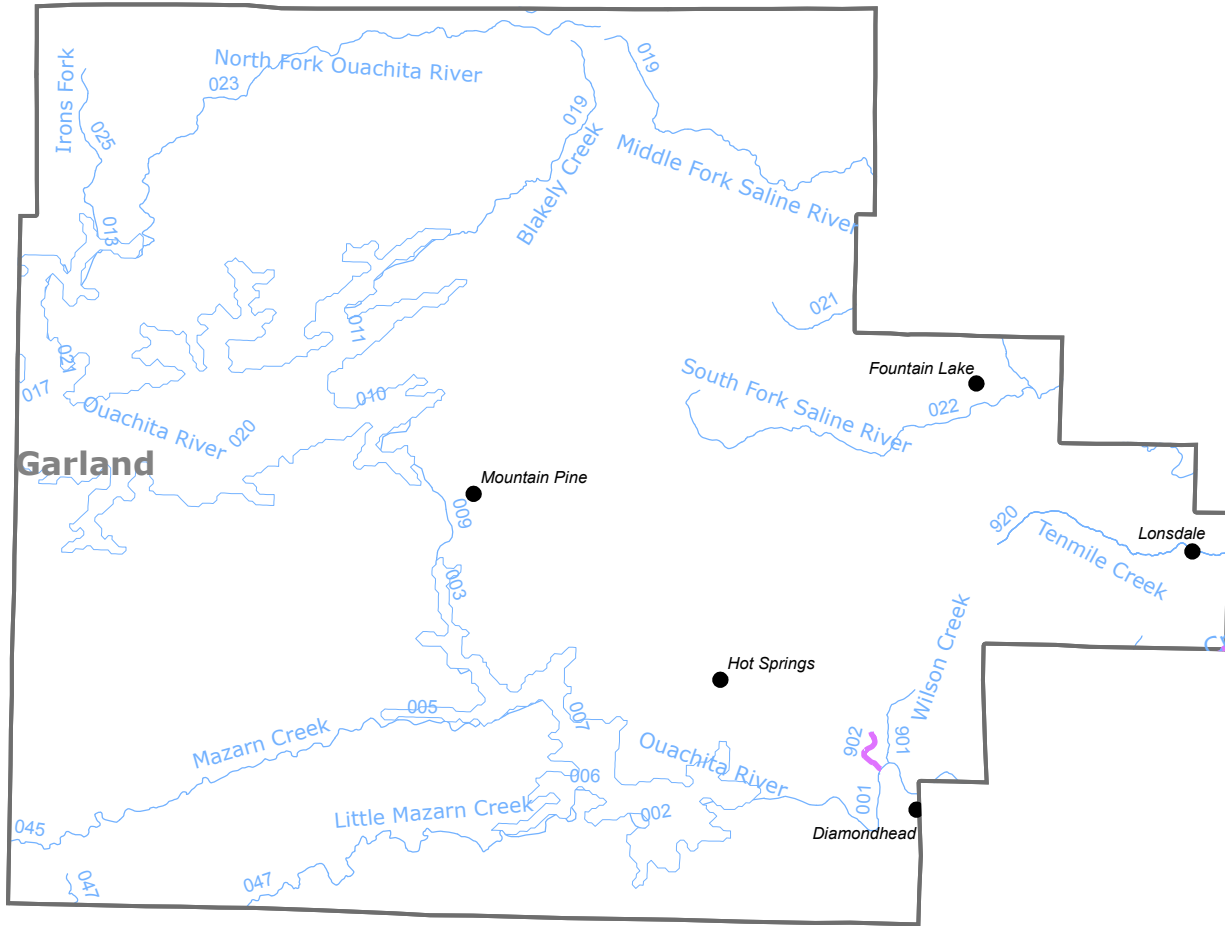 North Fork Ouachita River
023
Irons Fork
025
019
019
Middle Fork Saline River
Blakely Creek
013
011
021
021
017
Ouachita River
020
010
Fountain Lake
South Fork Saline River
022
Garland
Mountain Pine
009
920
Tenmile Creek
Lonsdale
003
Wilson Creek
Hot Springs
005
007
Mazarn Creek
902
901
Ouachita River
006
Little Mazarn Creek
002
001
Diamondhead
045
047
047